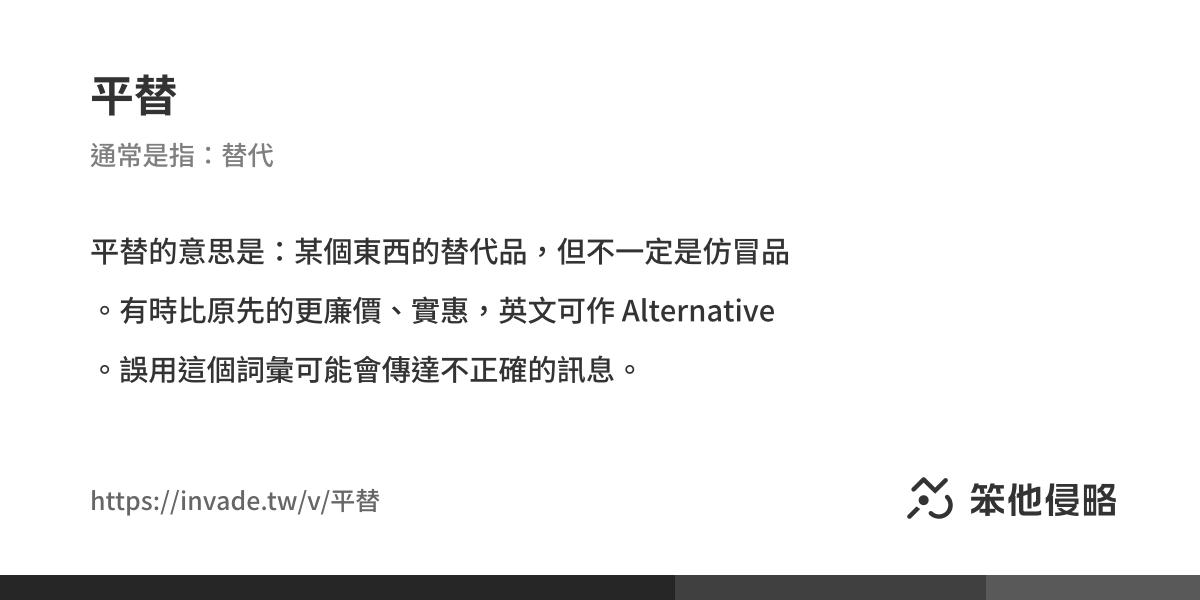 平替
通常是指：替代
平替的意思是：某個東西的替代品，但不一定是仿冒品
。有時比原先的更廉價、實惠，英文可作 Alternative
。誤用這個詞彙可能會傳達不正確的訊息。
https://invade.tw/v/平替
笨他侵略